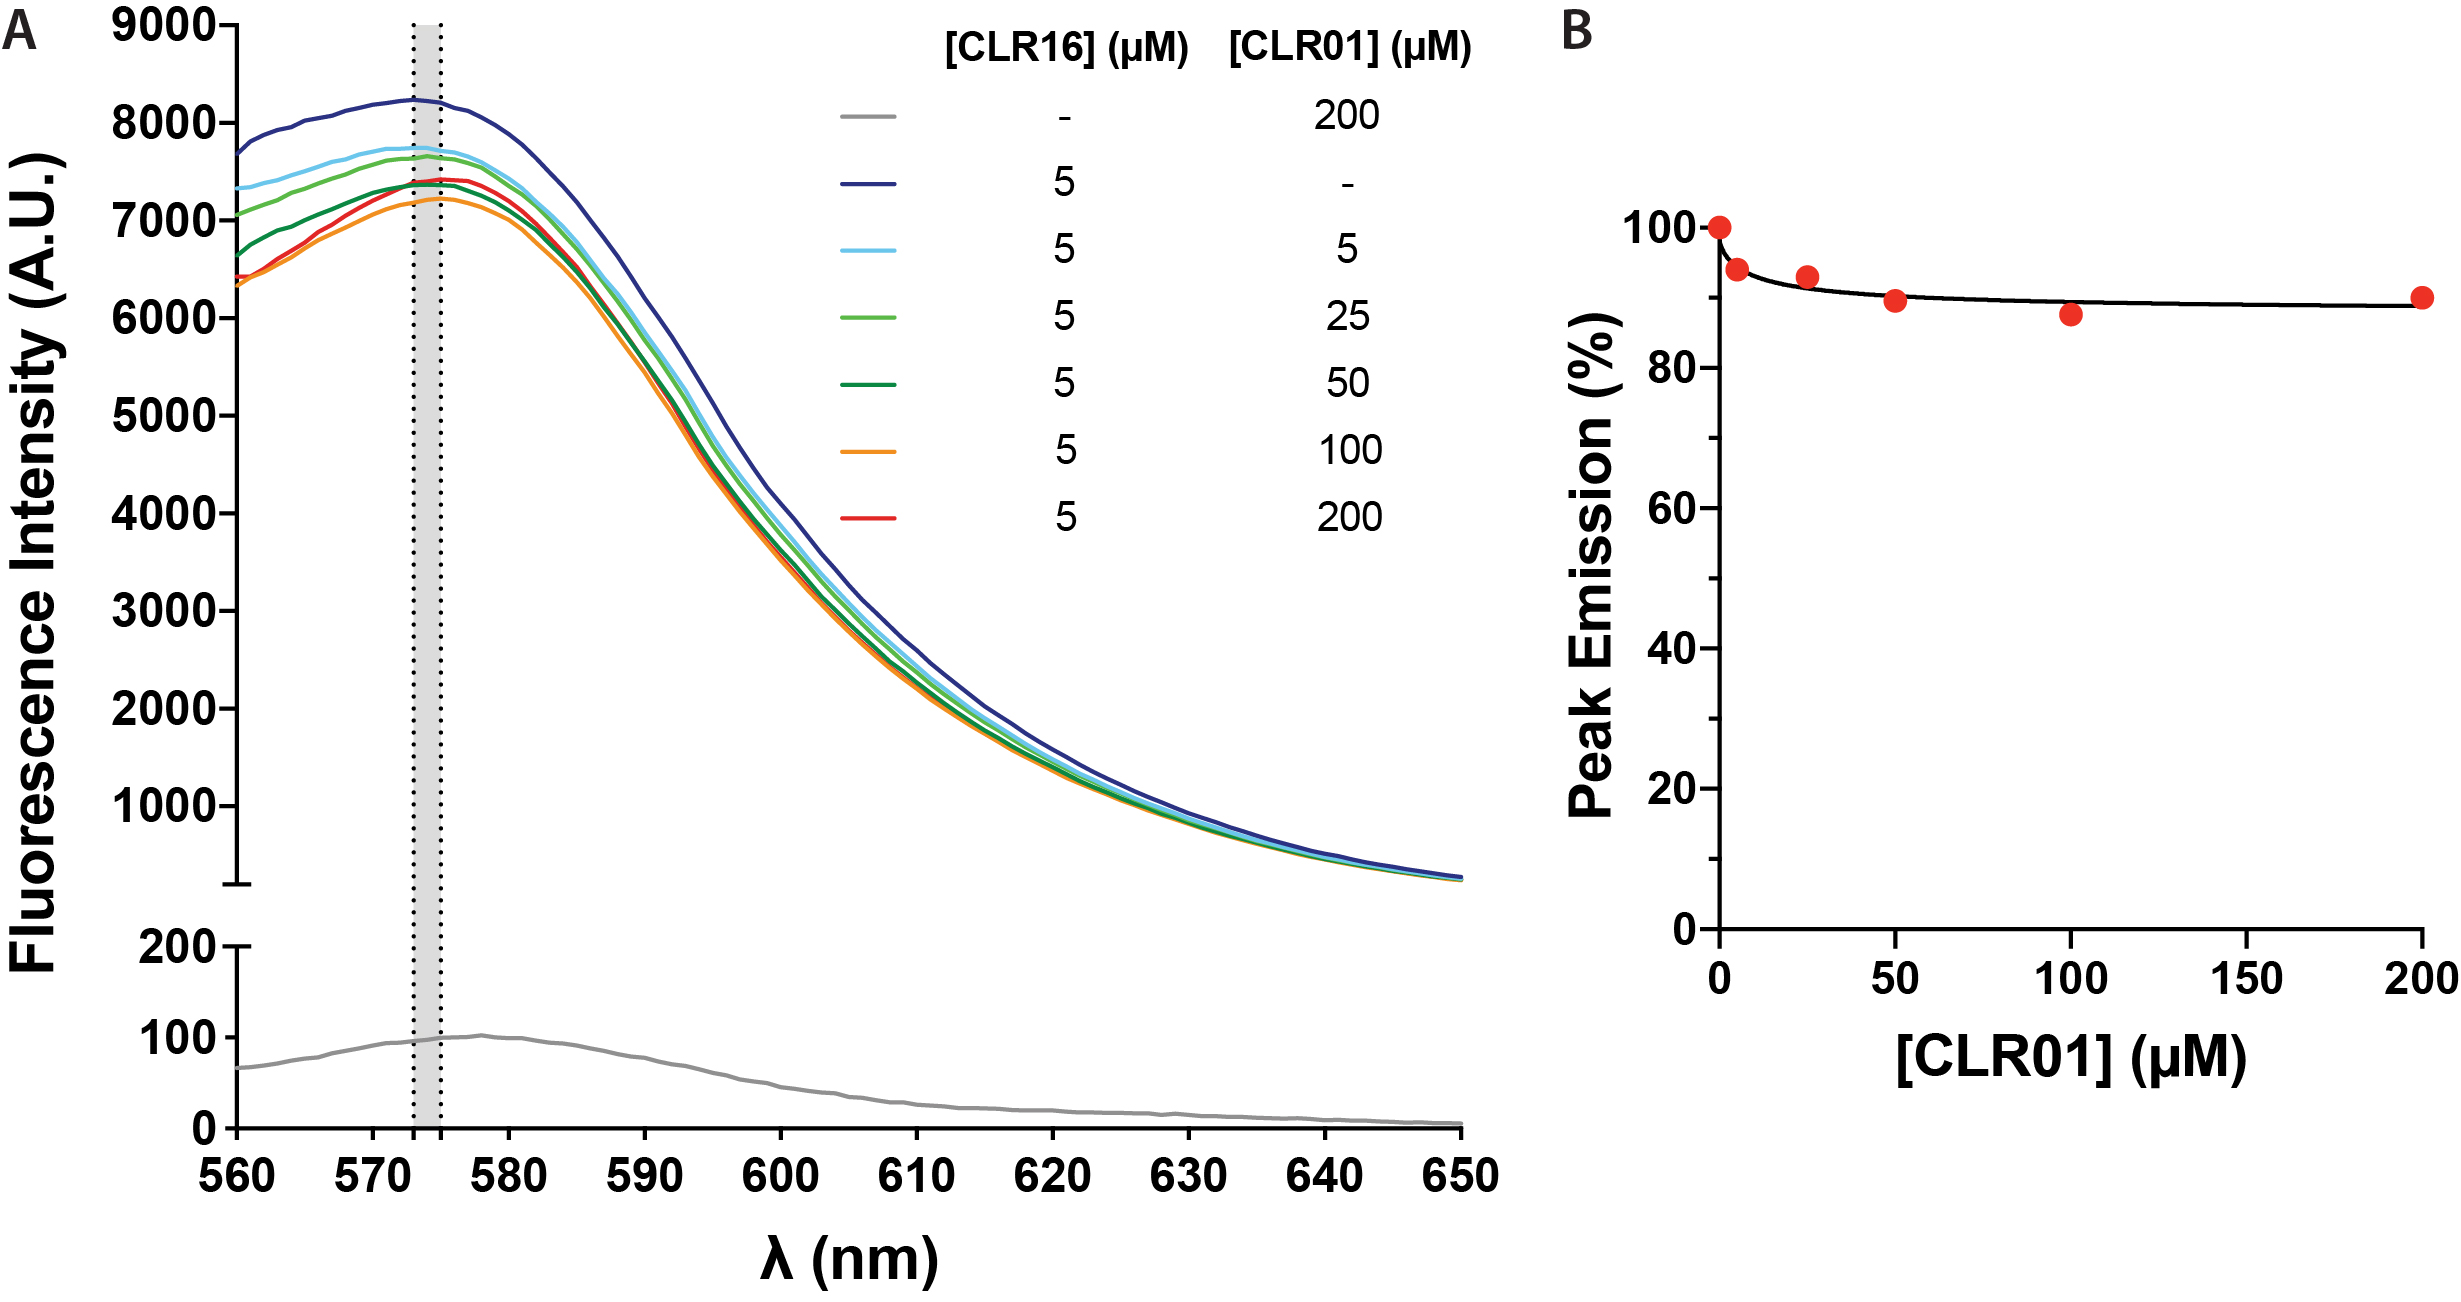 A
Fluorescence Intensity (A.U.)
9000
8000
7000
6000
5000
4000
3000
2000
1000
200
100
0
560 570 580 590 600 610 620 630 640 650
λ (nm)
[CLR16] (μM) [CLR01] (μM)
- 200
5 -
5 5
5 25
5 50
5 100
5 200
B
Peak Emission (%)
100
80
60
40
20
0
0 50 100 150 200
[CLR01] (μM)